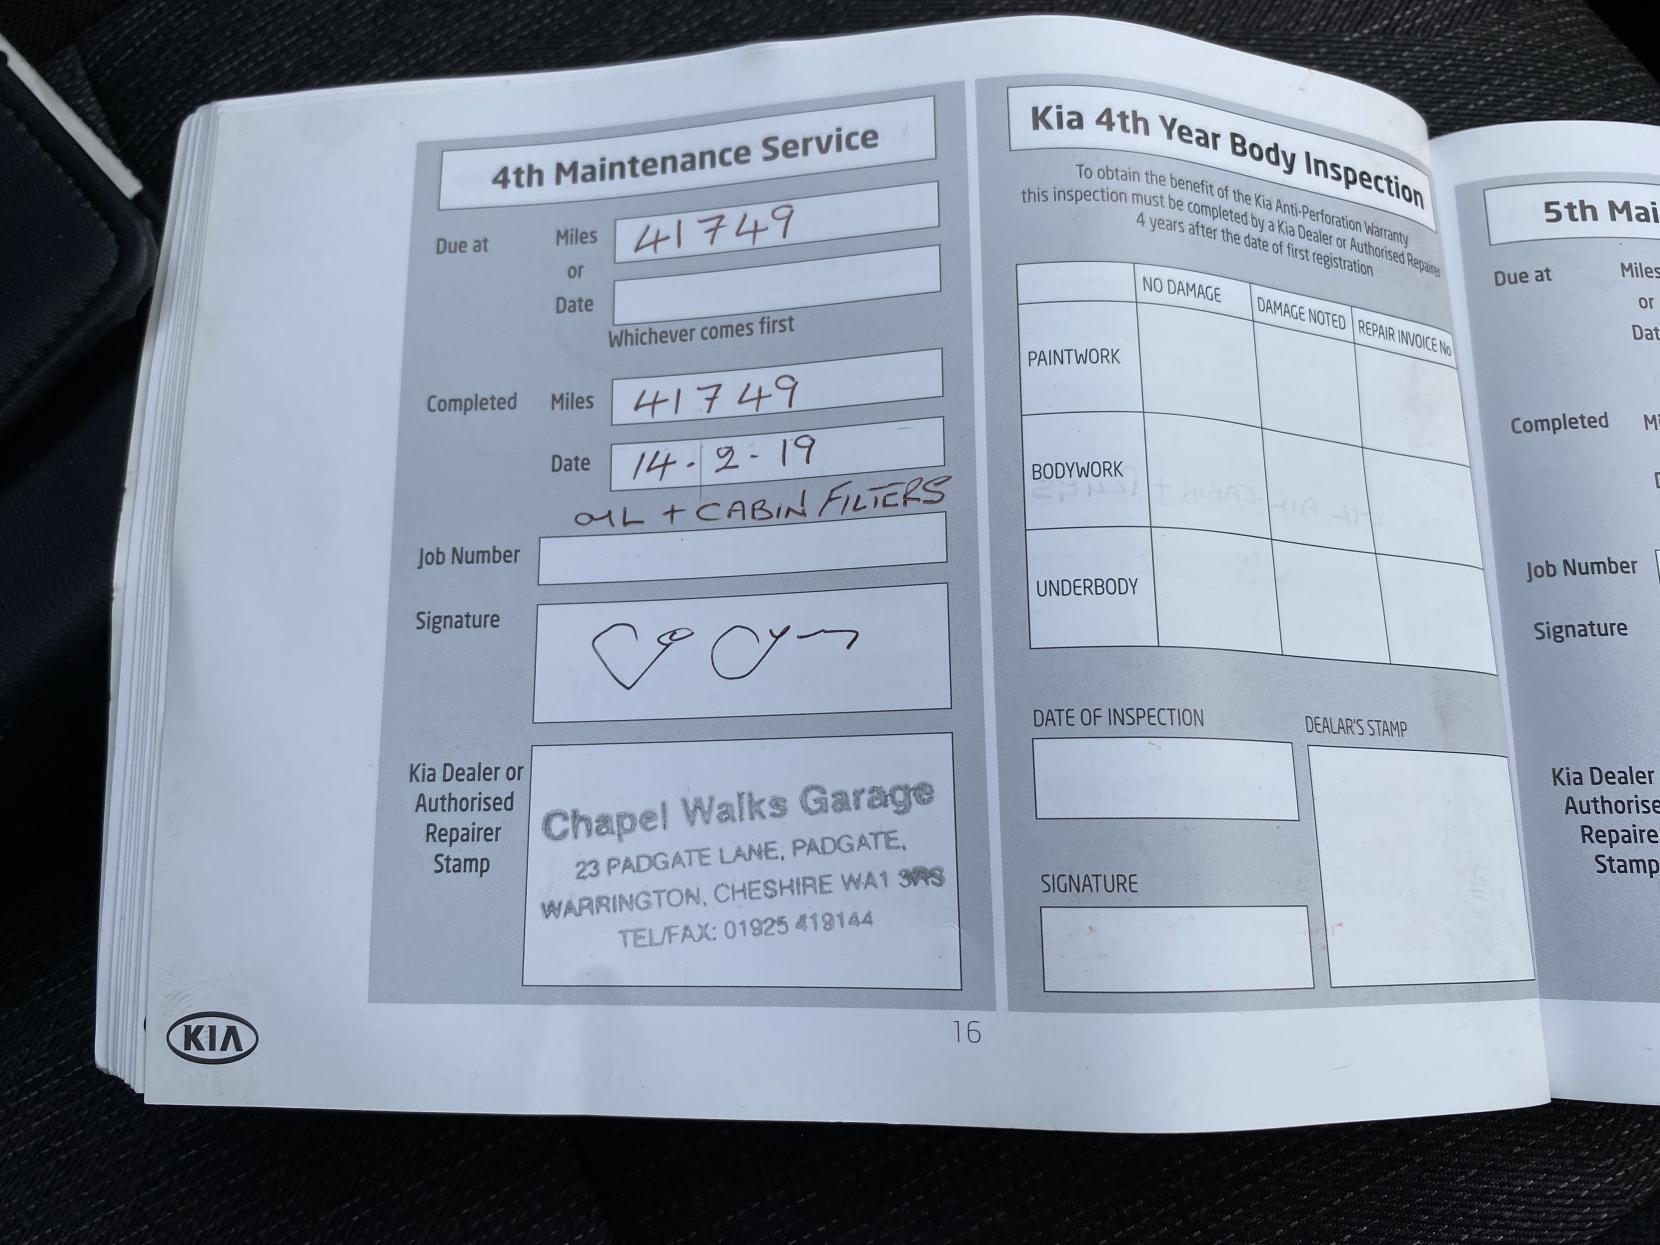 4th Maintenance Service
Due at Miles 41749
or
Date
Whichever comes first
Completed Miles 41749
Date 14.2-19
OIL + CABIN FILTERS
Job Number
Signature
Kia Dealer or
Authorised
Repairer
Stamp
Chapel Walks Garage
23 PADGATE LANE, PADGATE,
WARRINGTON, CHESHIRE WA1
TEL/FAX: 01925 419144
Kia 4th Year Body Inspection
To obtain the benefit of the Kia Anti-Perforation Warranty
this inspection must be completed by a Kia Dealer or Authorised Repairer
4 years after the date of first registration
NO DAMAGE DAMAGE NOTED REPAIR INVOICE No
PAINTWORK
BODYWORK
UNDERBODY
DATE OF INSPECTION
DEALAR'S STAMP
SIGNATURE
KIA
16
5th Mai
Due at Miles
or
Dat
Completed Mi
Job Number
Signature
Kia Dealer
Authorise
Repaire
Stamp